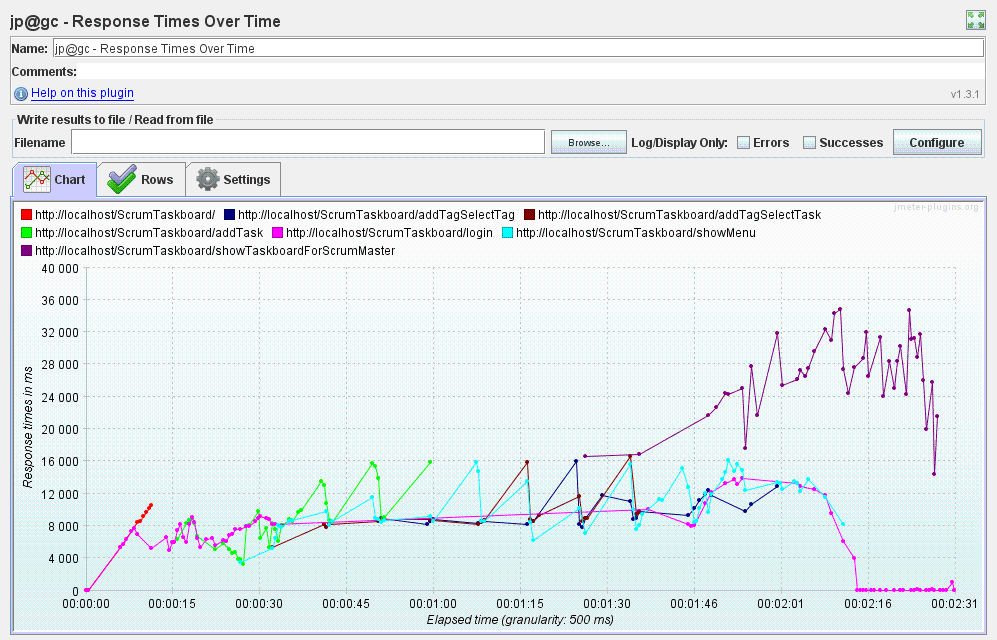 jp@gc - Response Times Over Time
Name: jp@gc - Response Times Over Time
Comments:
Help on this plugin
v1.3.1
Write results to file / Read from file
Filename Browse... Log/Display Only: Errors Successes Configure
Chart Rows Settings
jmeter-plugins.org
http://localhost/ScrumTaskboard/ http://localhost/ScrumTaskboard/addTagSelectTag http://localhost/ScrumTaskboard/addTagSelectTask
http://localhost/ScrumTaskboard/addTask http://localhost/ScrumTaskboard/login http://localhost/ScrumTaskboard/showMenu
http://localhost/ScrumTaskboard/showTaskboardForScrumMaster
40 000
36 000
32 000
28 000
24 000
20 000
16 000
12 000
8 000
4 000
0
Response times in ms
00:00:00 00:00:15 00:00:30 00:00:45 00:01:00 00:01:15 00:01:30 00:01:46 00:02:01 00:02:16 00:02:31
Elapsed time (granularity: 500 ms)